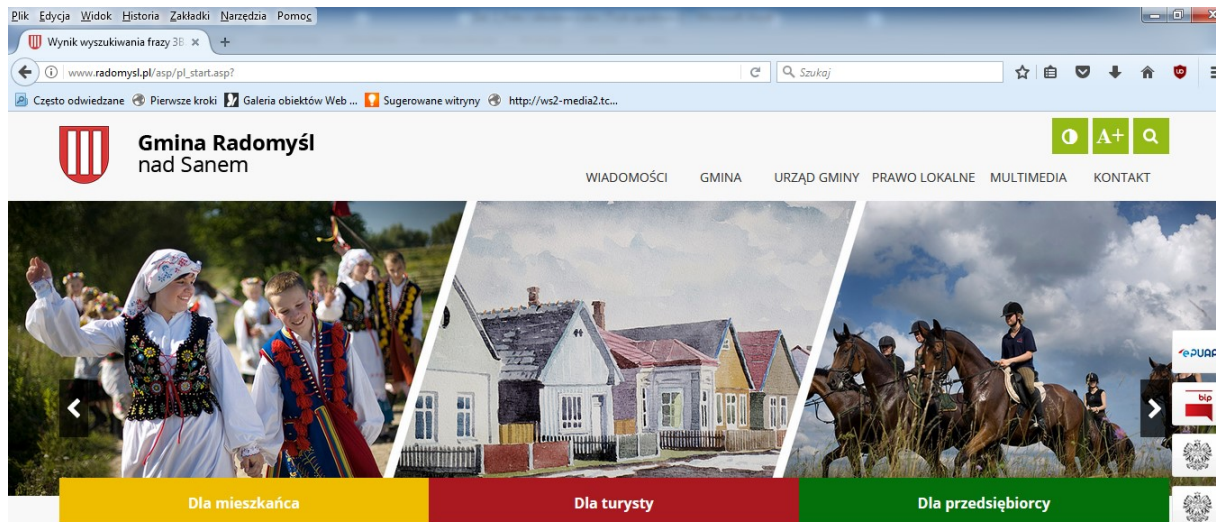 Plik Edycja Widok Historia Zakładki Narzędzia Pomoc
Wynik wyszukiwania frazy 3B
www.radomysl.pl/asp/pl_start.asp?
Szukaj
Często odwiedzane Pierwsze kroki Galeria obiektów Web ... Sugerowane witryny http://ws2-media2.tc...
Gmina Radomyśl
nad Sanem
A+
WIADOMOŚCI GMINA URZĄD GMINY PRAWO LOKALNE MULTIMEDIA KONTAKT
ePUAP
bip
Dla mieszkańca Dla turysty Dla przedsiębiorcy